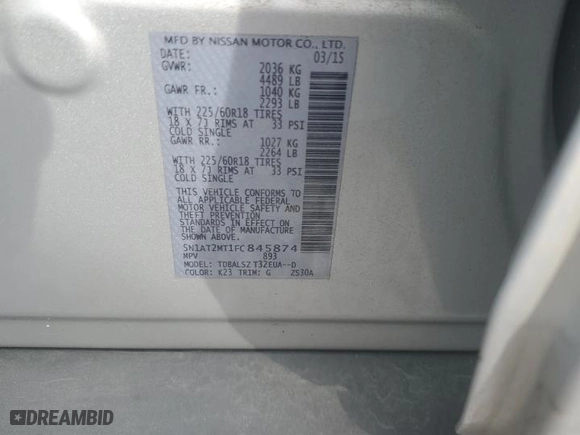 MFD BY NISSAN MOTOR CO., LTD.
DATE: 03/15
GVWR: 2036 KG
4489 LB
GAWR FR.: 1040 KG
2293 LB
WITH 225/60R18 TIRES
18 X 7J RIMS AT 33 PSI
COLD SINGLE
GAWR RR.: 1027 KG
2264 LB
WITH 225/60R18 TIRES
18 X 7J RIMS AT 33 PSI
COLD SINGLE
THIS VEHICLE CONFORMS TO
ALL APPLICABLE FEDERAL
MOTOR VEHICLE SAFETY AND
THEFT PREVENTION
STANDARDS IN EFFECT ON
THE DATE OF MANUFACTURE
SHOWN ABOVE.
5N1AT2MT1FC845874
MPV 893
MODEL: TDBALSZ T32EUA--D
COLOR: K23 TRIM: G ZS30A
DREAMBID